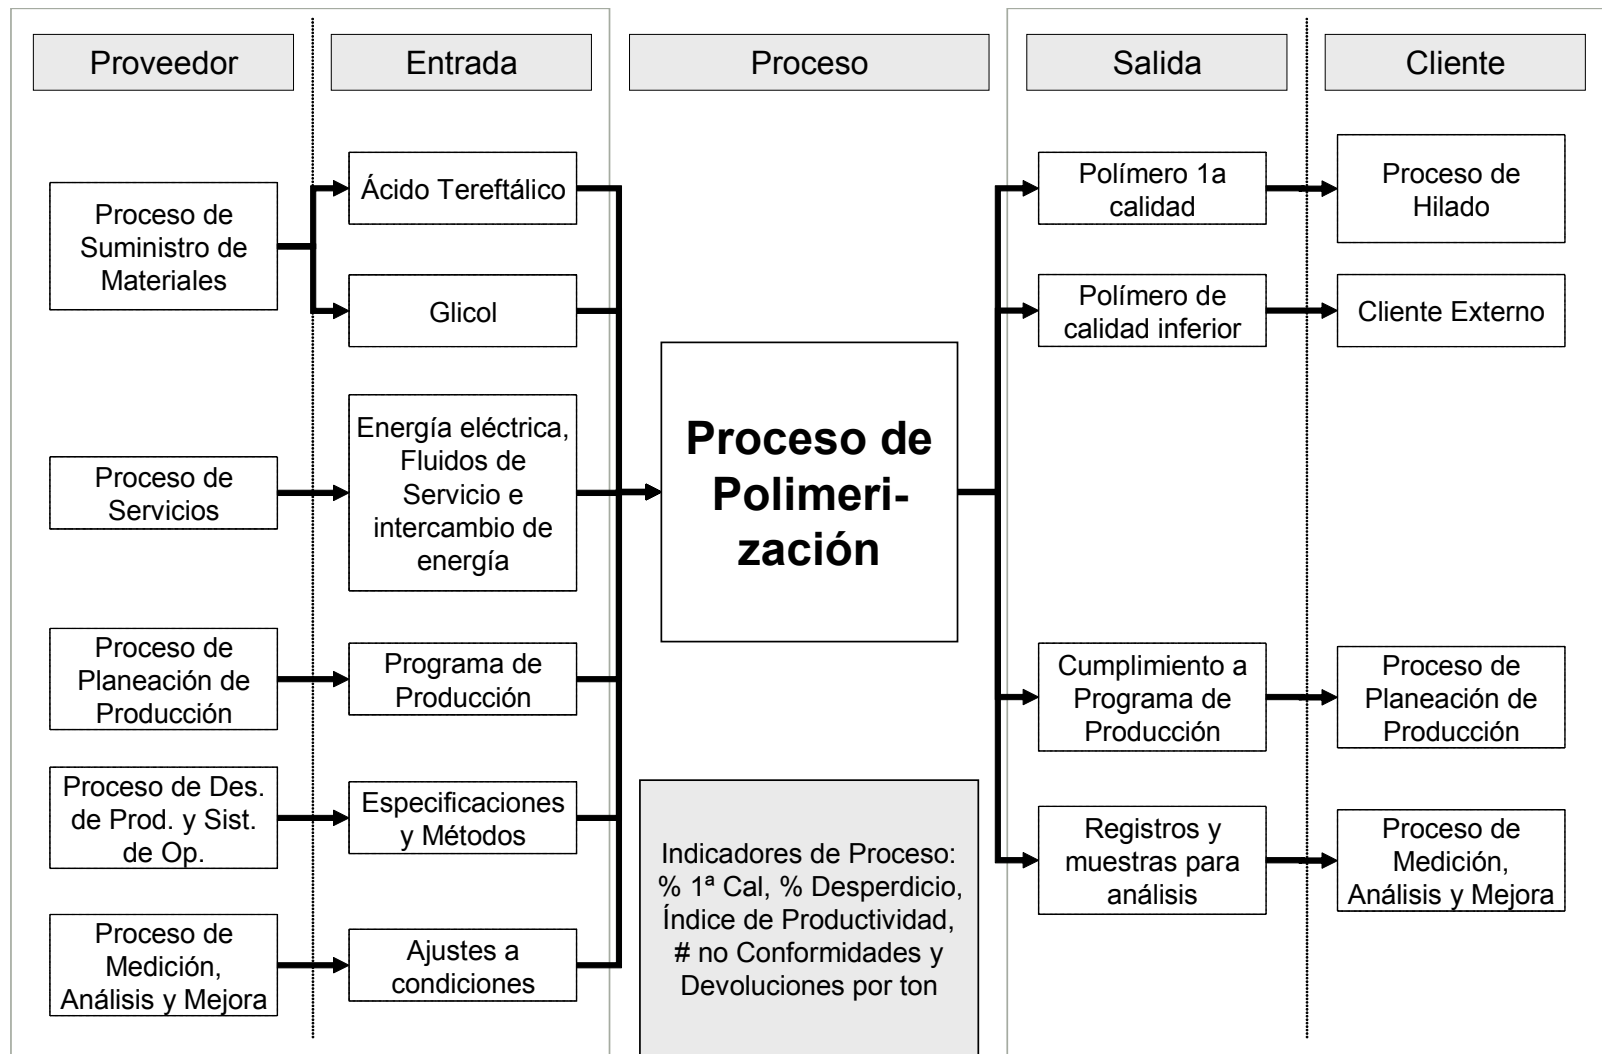 Proveedor
Entrada
Proceso
Salida
Cliente
Proceso de
Suministro de
Materiales
Ácido Tereftálico
Glicol
Proceso de
Servicios
Energía eléctrica,
Fluidos de
Servicio e
intercambio de
energía
Proceso de
Planeación de
Producción
Programa de
Producción
Proceso de Des.
de Prod. y Sist.
de Op.
Especificaciones
y Métodos
Proceso de
Medición,
Análisis y Mejora
Ajustes a
condiciones
Proceso de
Polimeri-
zación
Indicadores de Proceso:
% 1ª Cal, % Desperdicio,
Índice de Productividad,
# no Conformidades y
Devoluciones por ton
Polímero 1a
calidad
Proceso de
Hilado
Polímero de
calidad inferior
Cliente Externo
Cumplimiento a
Programa de
Producción
Proceso de
Planeación de
Producción
Registros y
muestras para
análisis
Proceso de
Medición,
Análisis y Mejora